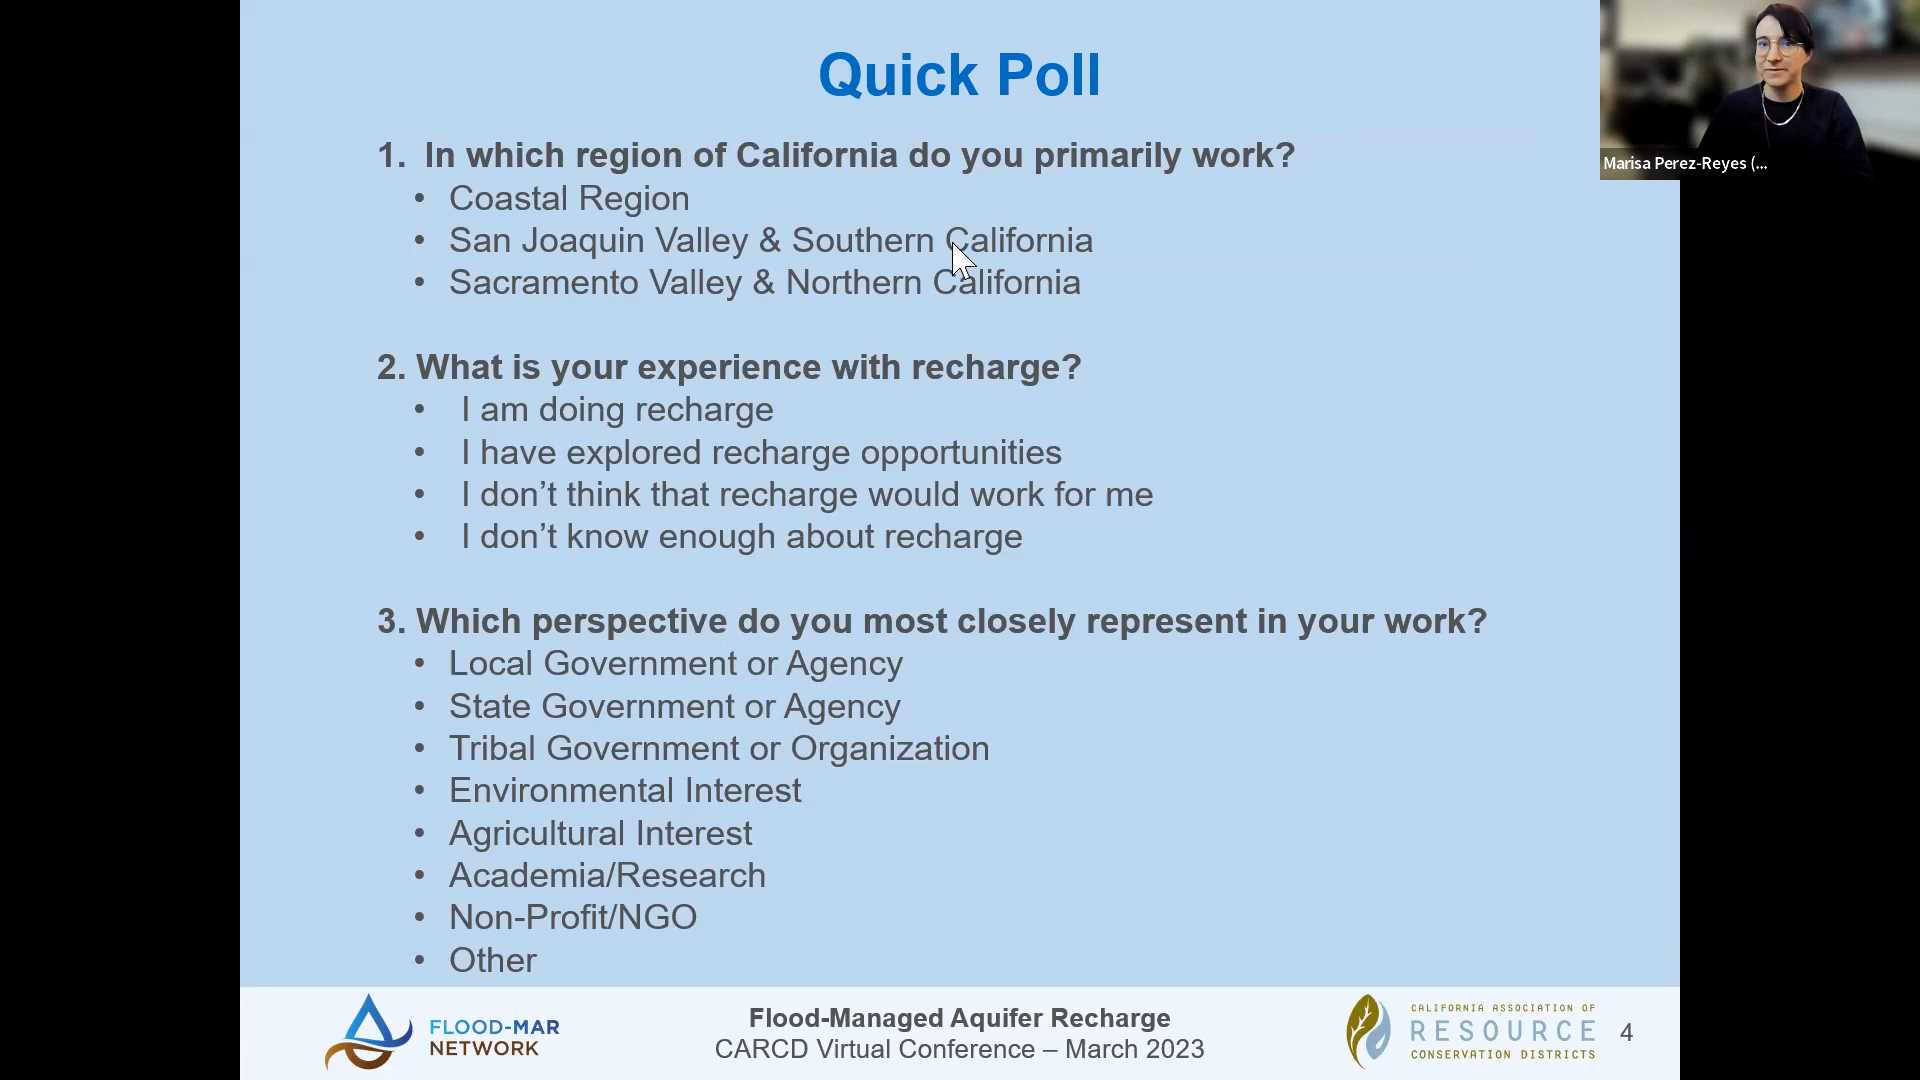 Quick Poll
Marisa Perez-Reyes (...
1. In which region of California do you primarily work?
• Coastal Region
• San Joaquin Valley & Southern California
• Sacramento Valley & Northern California
2. What is your experience with recharge?
• I am doing recharge
• I have explored recharge opportunities
• I don’t think that recharge would work for me
• I don’t know enough about recharge
3. Which perspective do you most closely represent in your work?
• Local Government or Agency
• State Government or Agency
• Tribal Government or Organization
• Environmental Interest
• Agricultural Interest
• Academia/Research
• Non-Profit/NGO
• Other
FLOOD-MAR
NETWORK
Flood-Managed Aquifer Recharge
CARCD Virtual Conference – March 2023
CALIFORNIA ASSOCIATION OF
RESOURCE
CONSERVATION DISTRICTS
4